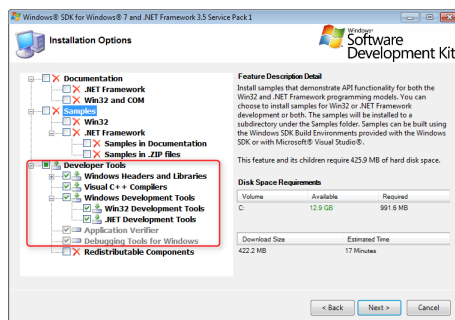 Windows® SDK for Windows® 7 and .NET Framework 3.5 Service Pack 1
Installation Options
Windows®
Software
Development Kit
Documentation
.NET Framework
Win32 and COM
Samples
Win32
.NET Framework
Samples in Documentation
Samples in .ZIP files
Developer Tools
Windows Headers and Libraries
Visual C++ Compilers
Windows Development Tools
Win32 Development Tools
.NET Development Tools
Application Verifier
Debugging Tools for Windows
Redistributable Components
Feature Description Detail
Install samples that demonstrate API functionality for both the
Win32 and .NET Framework programming models. You can
choose to install samples for Win32 or .NET Framework
development or both. The samples will be installed to a
subdirectory under the Samples folder. Samples can be built using
the Windows SDK Build Environments provided with the Windows
SDK or with Microsoft® Visual Studio®.
This feature and its children require 425.9 MB of hard disk space.
Disk Space Requirements
Volume Available Required
C: 12.9 GB 991.6 MB
Download Size Estimated Time
422.2 MB 17 Minutes
< Back Next > Cancel